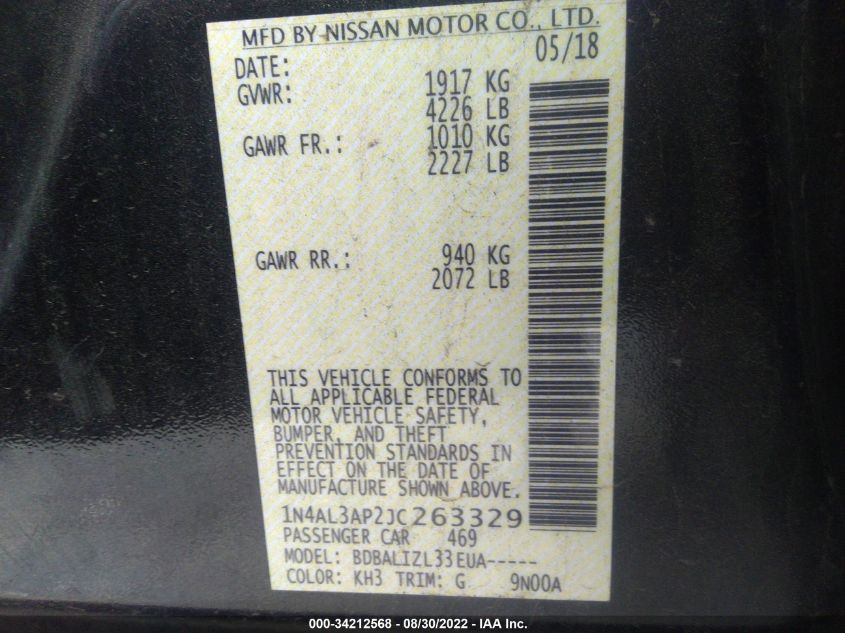 MFD BY NISSAN MOTOR CO., LTD.
DATE: 05/18
GVWR: 1917 KG
4226 LB
GAWR FR.: 1010 KG
2227 LB
GAWR RR.: 940 KG
2072 LB
THIS VEHICLE CONFORMS TO
ALL APPLICABLE FEDERAL
MOTOR VEHICLE SAFETY,
BUMPER, AND THEFT
PREVENTION STANDARDS IN
EFFECT ON THE DATE OF
MANUFACTURE SHOWN ABOVE.
1N4AL3AP2JC263329
PASSENGER CAR 469
MODEL: BDBALIZL33EUA-----
COLOR: KH3 TRIM: G 9N00A
000-34212568 - 08/30/2022 - IAA Inc.